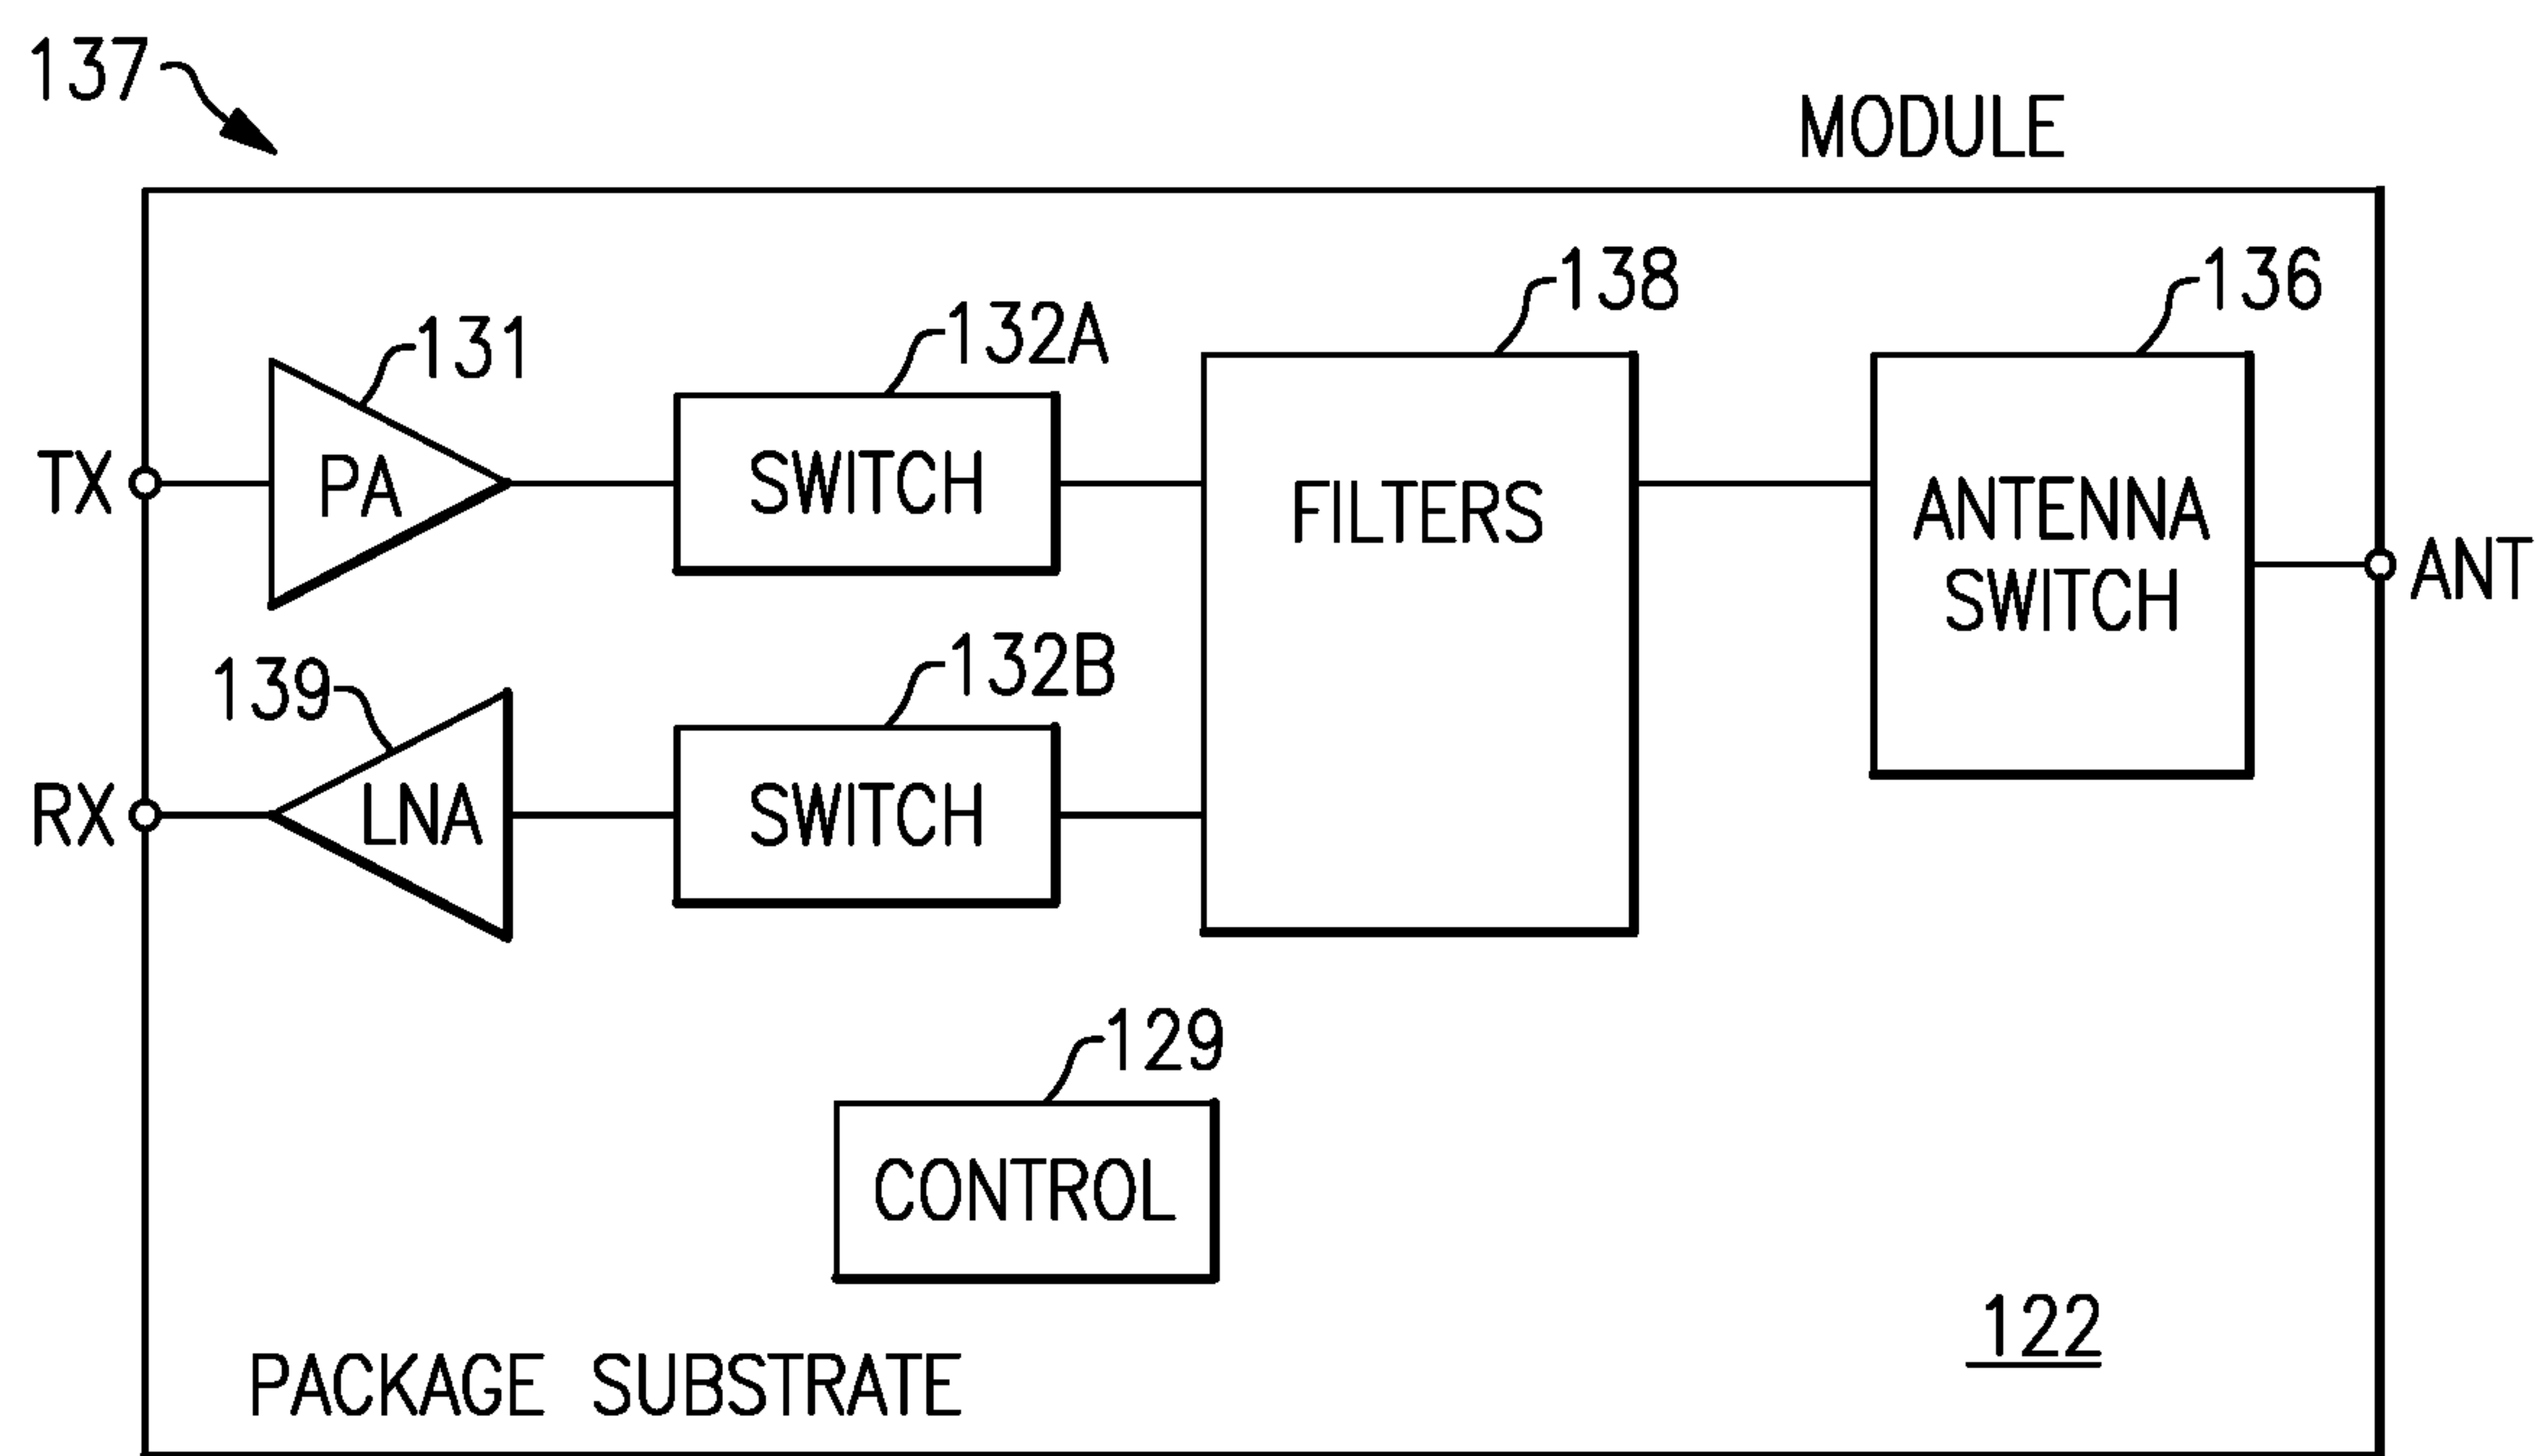 137
MODULE
138
136
132A
131
TX
PA
SWITCH
FILTERS
ANTENNA
SWITCH
ANT
132B
139
RX
LNA
SWITCH
129
CONTROL
122
PACKAGE SUBSTRATE